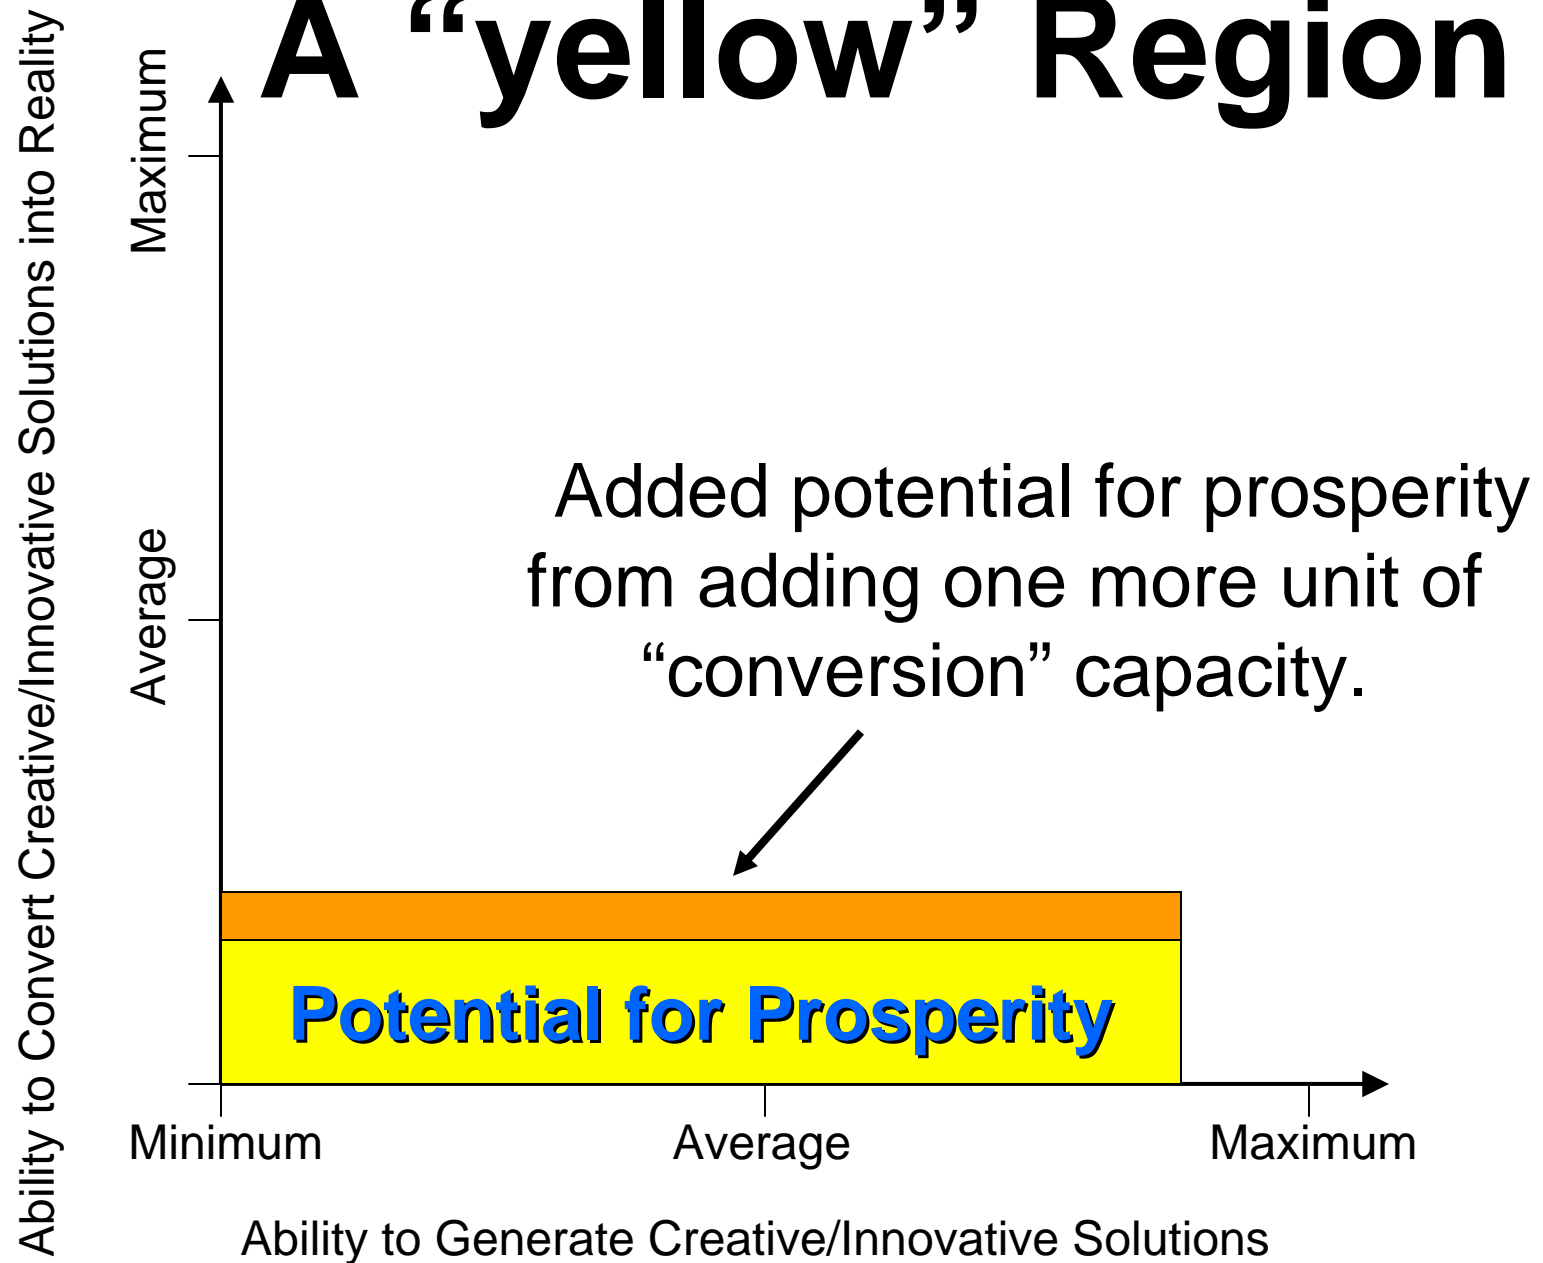 A “yellow” Region
Ability to Convert Creative/Innovative Solutions into Reality
Maximum
Average
Added potential for prosperity
from adding one more unit of
“conversion” capacity.
Potential for Prosperity
Minimum
Average
Maximum
Ability to Generate Creative/Innovative Solutions